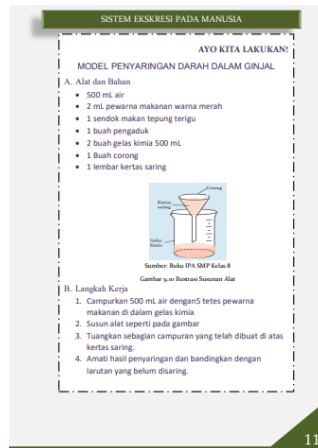 SISTEM EKSKRESI PADA MANUSIA
AYO KITA LAKUKAN!
MODEL PENYARINGAN DARAH DALAM GINJAL
A. Alat dan Bahan
• 500 mL air
• 2 mL pewarna makanan warna merah
• 1 sendok makan tepung terigu
• 1 buah pengaduk
• 2 buah gelas kimia 500 mL
• 1 Buah corong
• 1 lembar kertas saring
Corong
Kertas
saring
Gelas
kimia
Sumber: Buku IPA SMP Kelas 8
Gambar 9.10 Ilustrasi Susunan Alat
B. Langkah Kerja
1. Campurkan 500 mL air dengan5 tetes pewarna
makanan di dalam gelas kimia
2. Susun alat seperti pada gambar
3. Tuangkan sebagian campuran yang telah dibuat di atas
kertas saring.
4. Amati hasil penyaringan dan bandingkan dengan
larutan yang belum disaring.
11